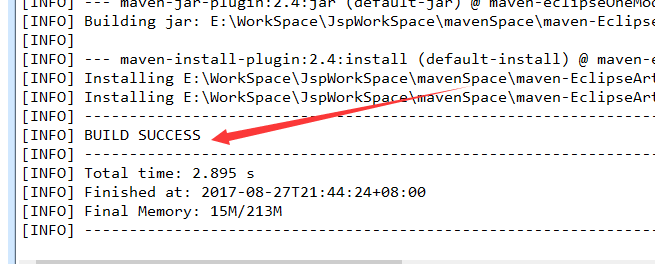 [INFO] --- maven-jar-plugin:2.4:jar (default-jar) @ maven-eclipseOneMod
[INFO] Building jar: E:\WorkSpace\JspWorkSpace\mavenSpace\maven-Eclipse
[INFO]
[INFO] --- maven-install-plugin:2.4:install (default-install) @ maven-e
[INFO] Installing E:\WorkSpace\JspWorkSpace\mavenSpace\maven-EclipseArt
[INFO] Installing E:\WorkSpace\JspWorkSpace\mavenSpace\maven-EclipseArt
[INFO] ----------------------------------------------------------------
[INFO] BUILD SUCCESS
[INFO] ----------------------------------------------------------------
[INFO] Total time: 2.895 s
[INFO] Finished at: 2017-08-27T21:44:24+08:00
[INFO] Final Memory: 15M/213M
[INFO] ----------------------------------------------------------------